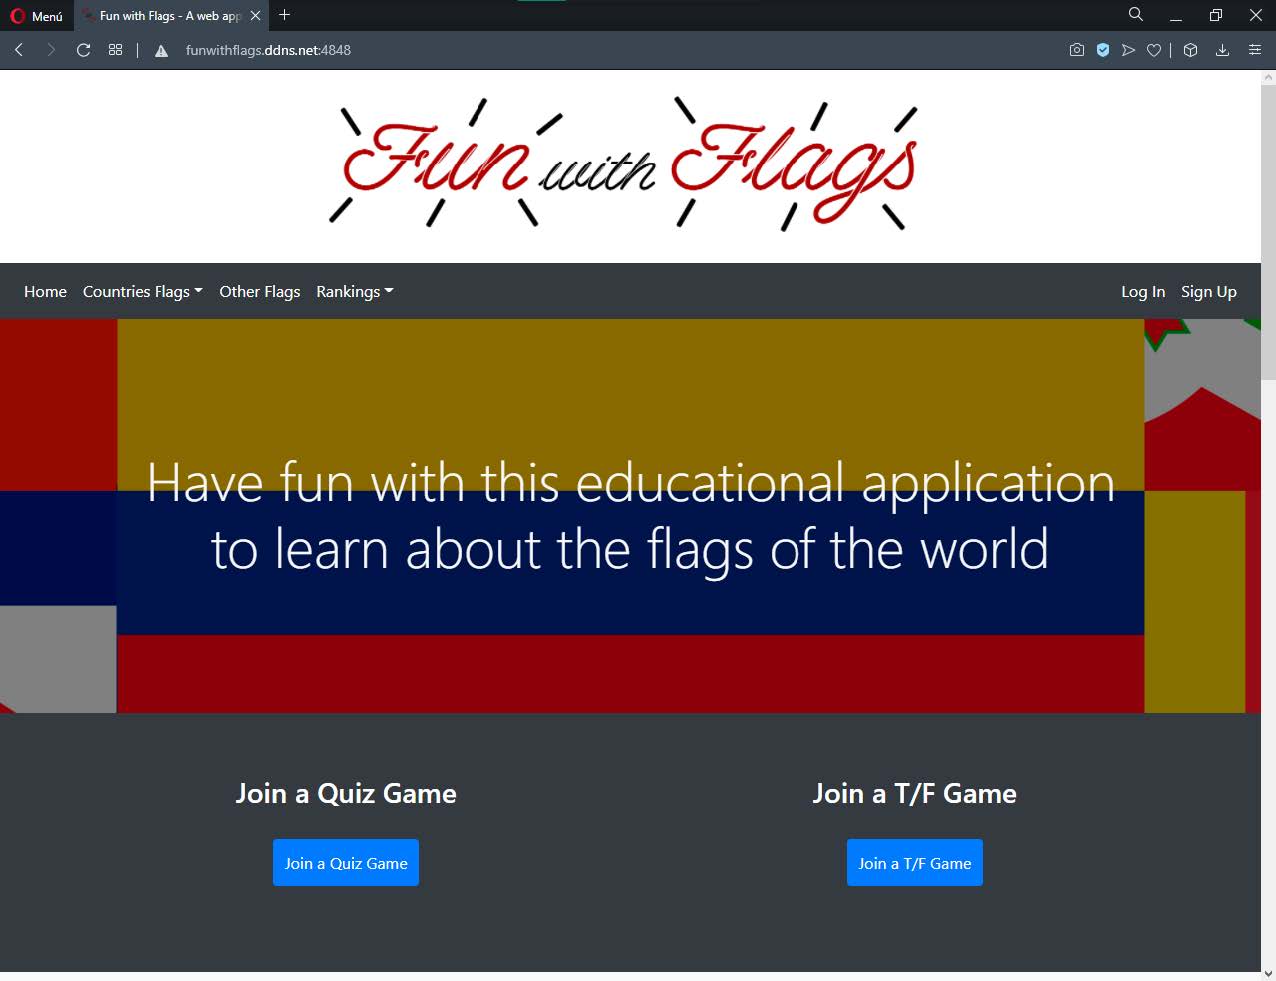 Menú
Fun with Flags - A web app
funwithflags.ddns.net:4848
Fun with Flags
Home Countries Flags Other Flags Rankings Log In Sign Up
Have fun with this educational application
to learn about the flags of the world
Join a Quiz Game
Join a T/F Game
Join a Quiz Game
Join a T/F Game